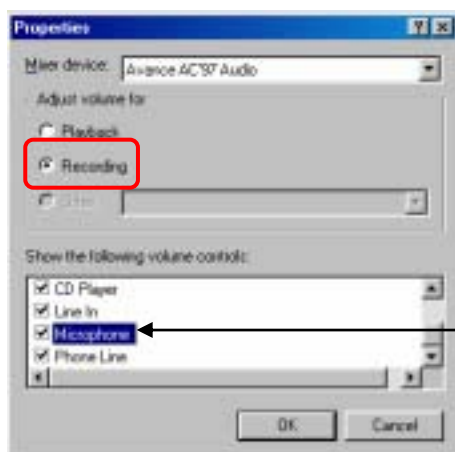 Properties
Mixer device: Avance AC'97 Audio
Adjust volume for
Playback
Recording
Other
Show the following volume controls:
CD Player
Line In
Microphone
Phone Line
OK Cancel